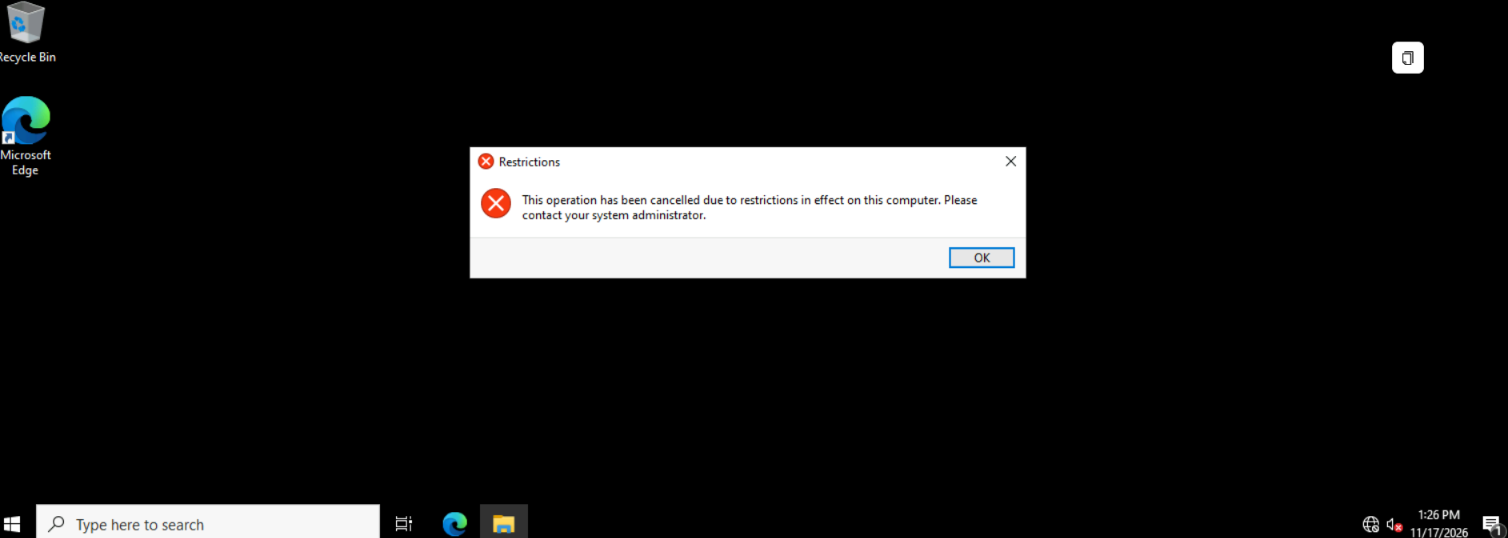 Recycle Bin
Microsoft
Edge
Restrictions
This operation has been cancelled due to restrictions in effect on this computer. Please
contact your system administrator.
OK
Type here to search
1:26 PM
11/17/2026
1